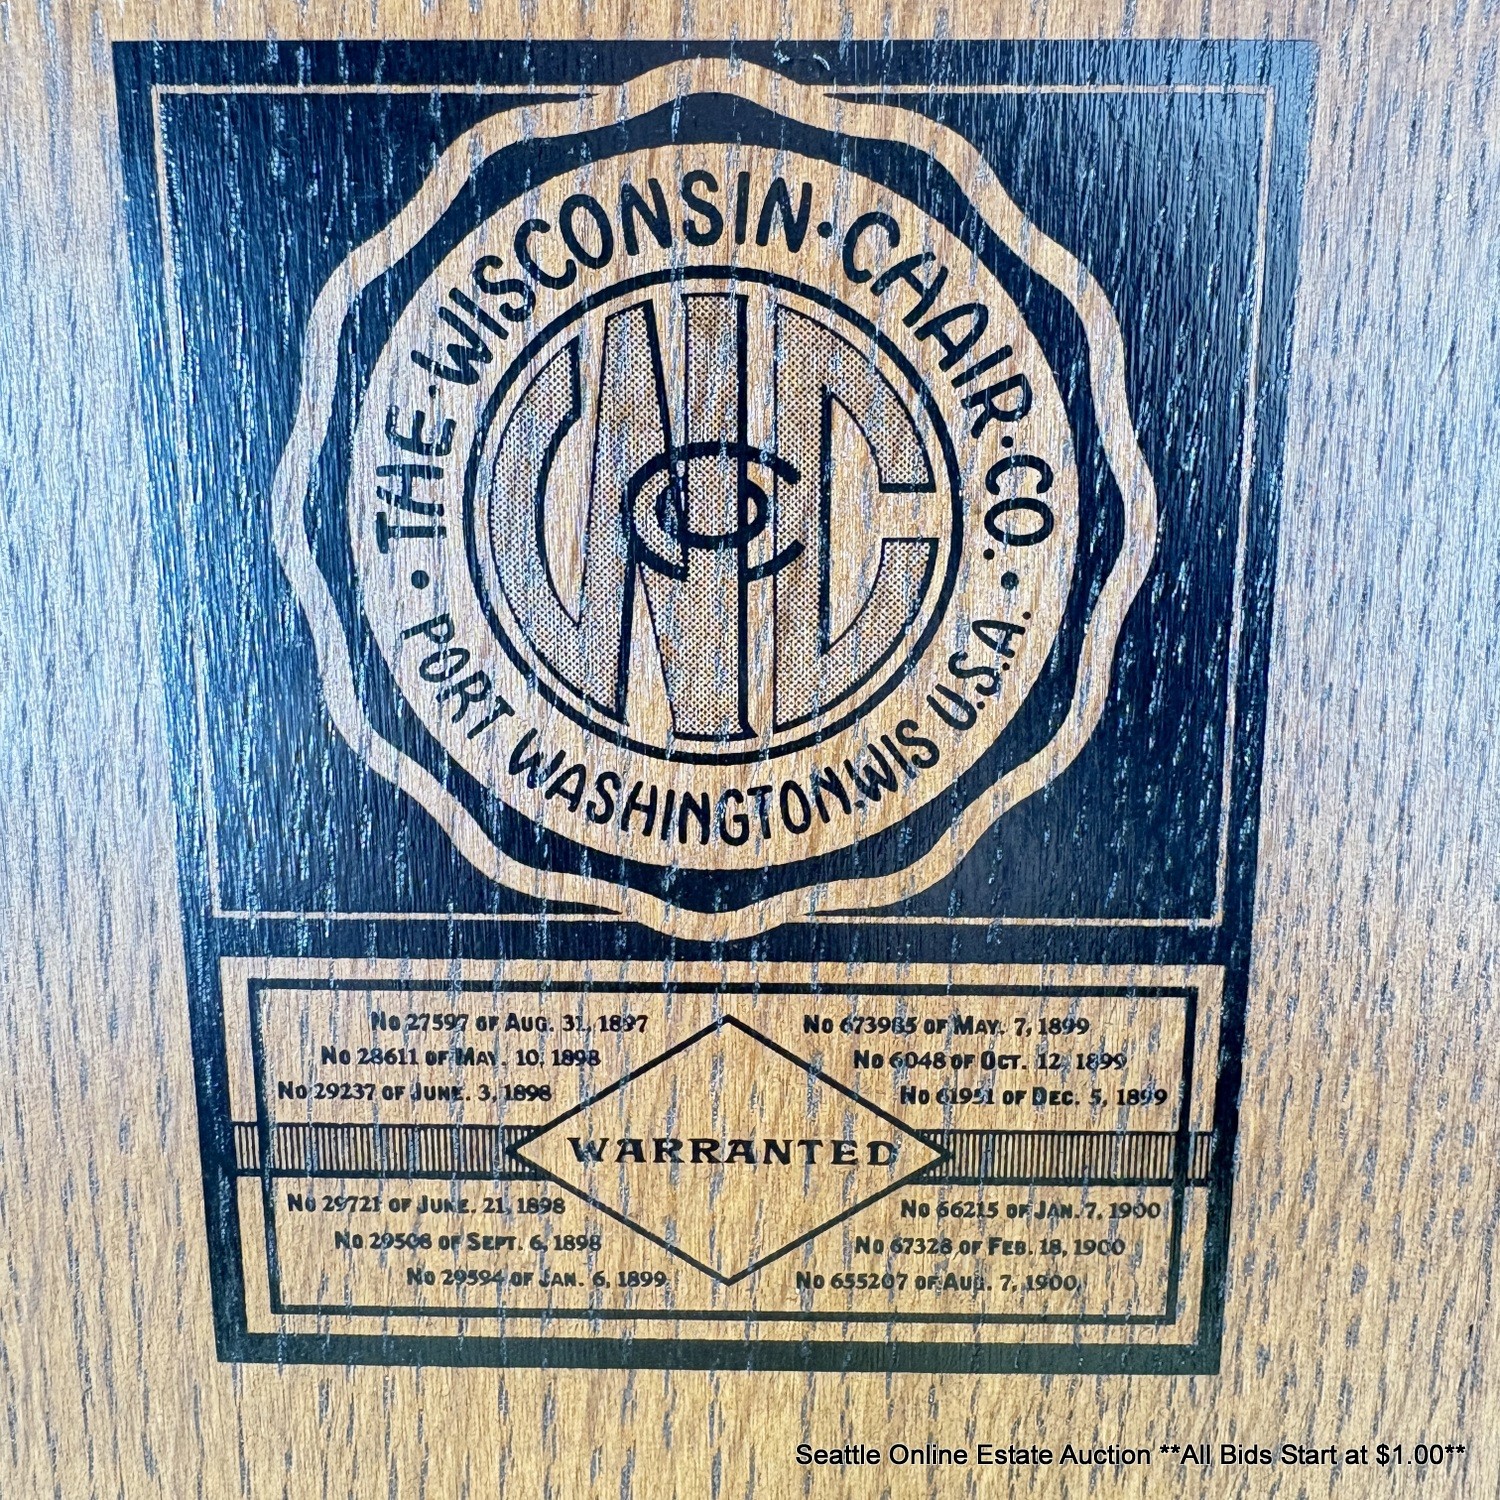 THE·WISCONSIN·CHAIR·CO.
WCCo
PORT WASHINGTON, WIS U.S.A.
No 27597 OF AUG. 31, 1897
No 28611 OF MAY. 10, 1898
No 29237 OF JUNE. 3, 1898
No 673985 OF MAY. 7, 1899
No 6048 OF OCT. 12, 1899
No 61951 OF DEC. 5, 1899
WARRANTED
No 29721 OF JUNE. 21, 1898
No 29508 OF SEPT. 6, 1898
No 29594 OF JAN. 6, 1899
No 66215 OF JAN. 7, 1900
No 67328 OF FEB. 18, 1900
No 655207 OF AUG. 7, 1900
Seattle Online Estate Auction **All Bids Start at $1.00**